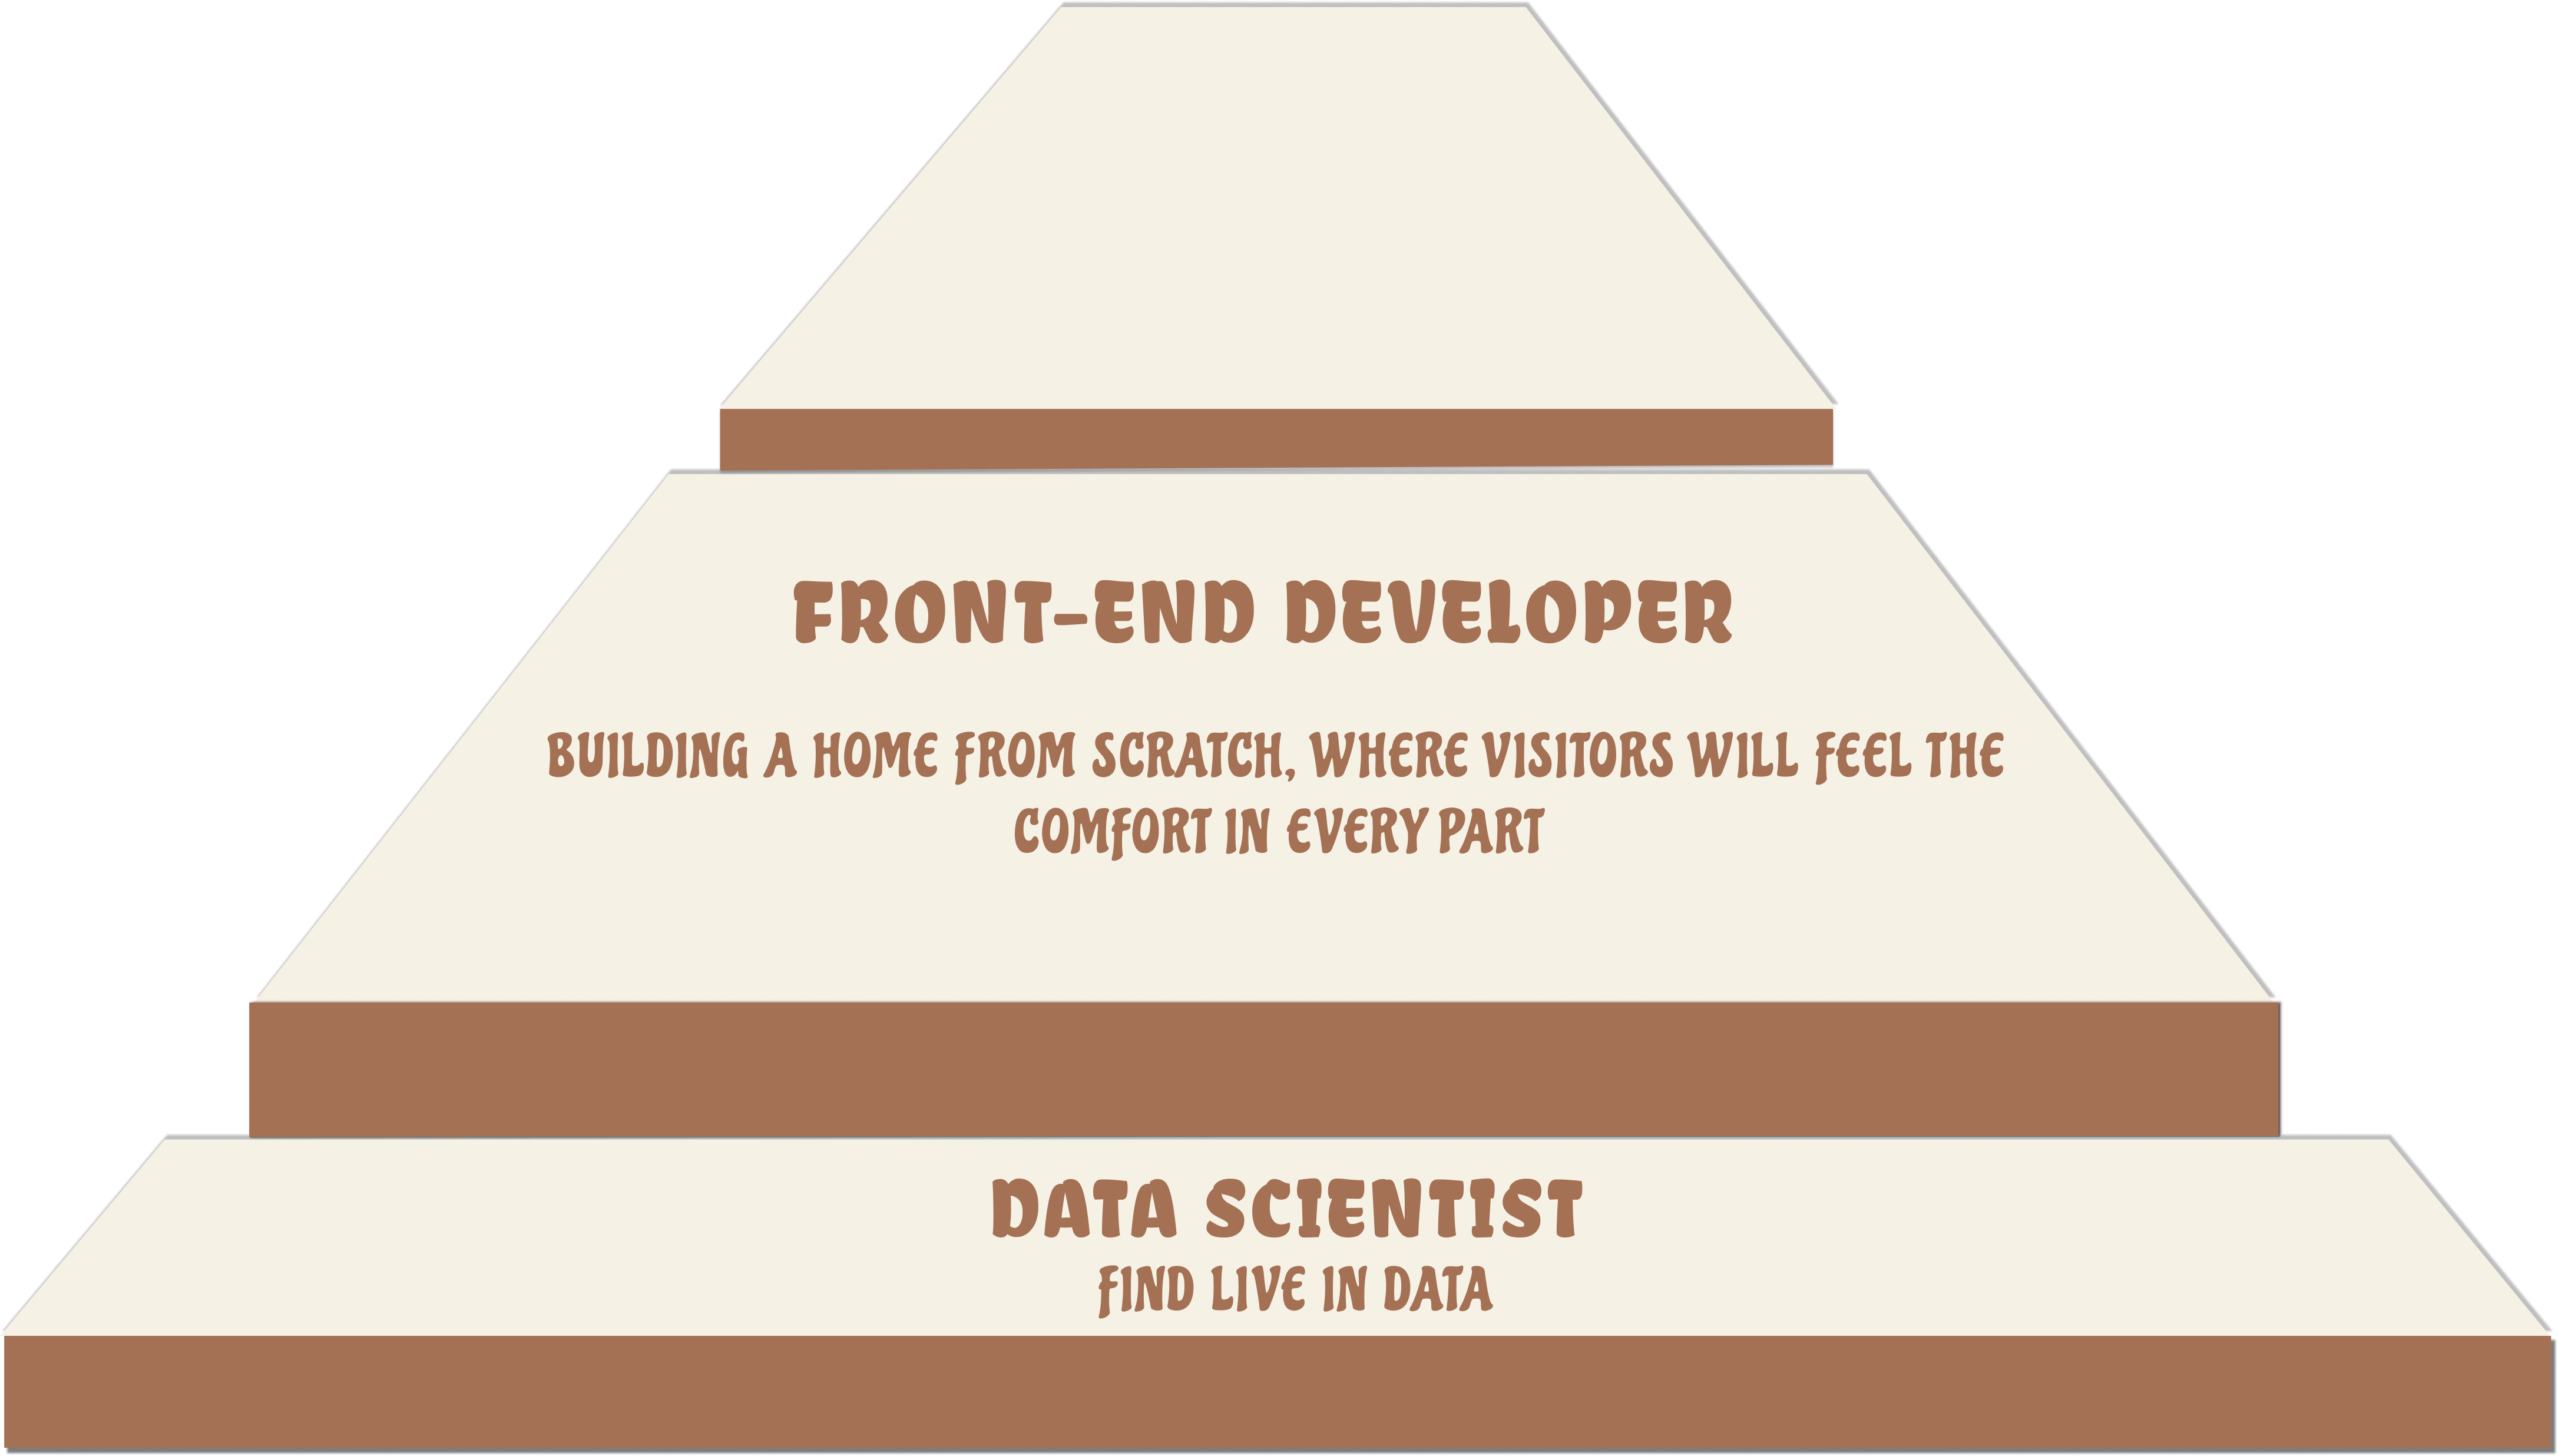 FRONT-END DEVELOPER
BUILDING A HOME FROM SCRATCH, WHERE VISITORS WILL FEEL THE
COMFORT IN EVERY PART
DATA SCIENTIST
FIND LIVE IN DATA